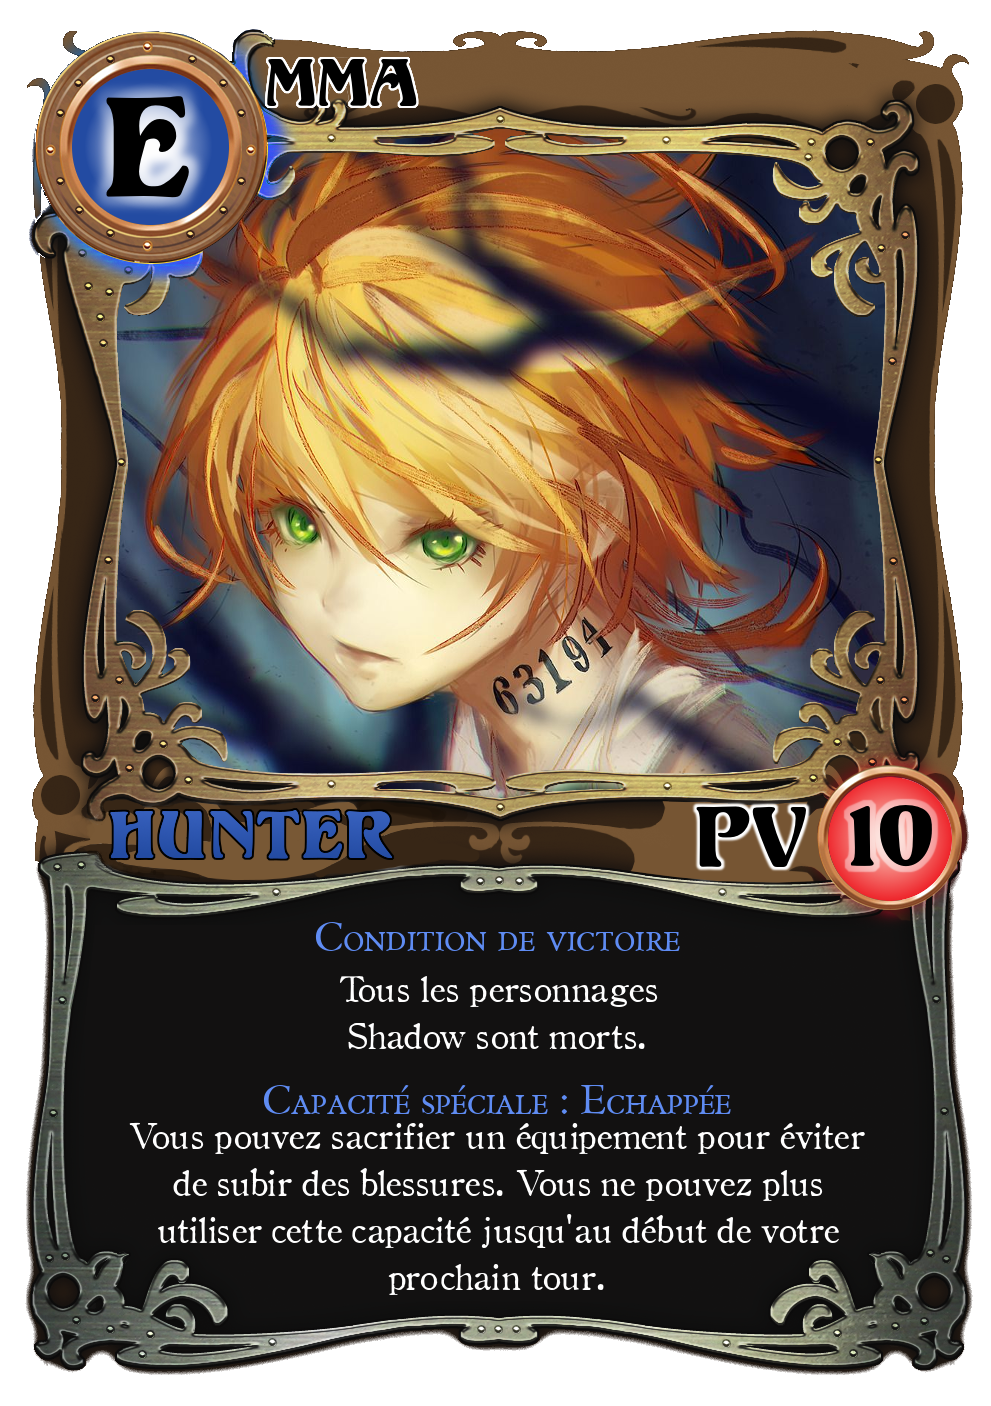 EMMA
63194
HUNTER
PV 10
Condition de victoire
Tous les personnages
Shadow sont morts.
Capacité spéciale : Echappée
Vous pouvez sacrifier un équipement pour éviter
de subir des blessures. Vous ne pouvez plus
utiliser cette capacité jusqu'au début de votre
prochain tour.